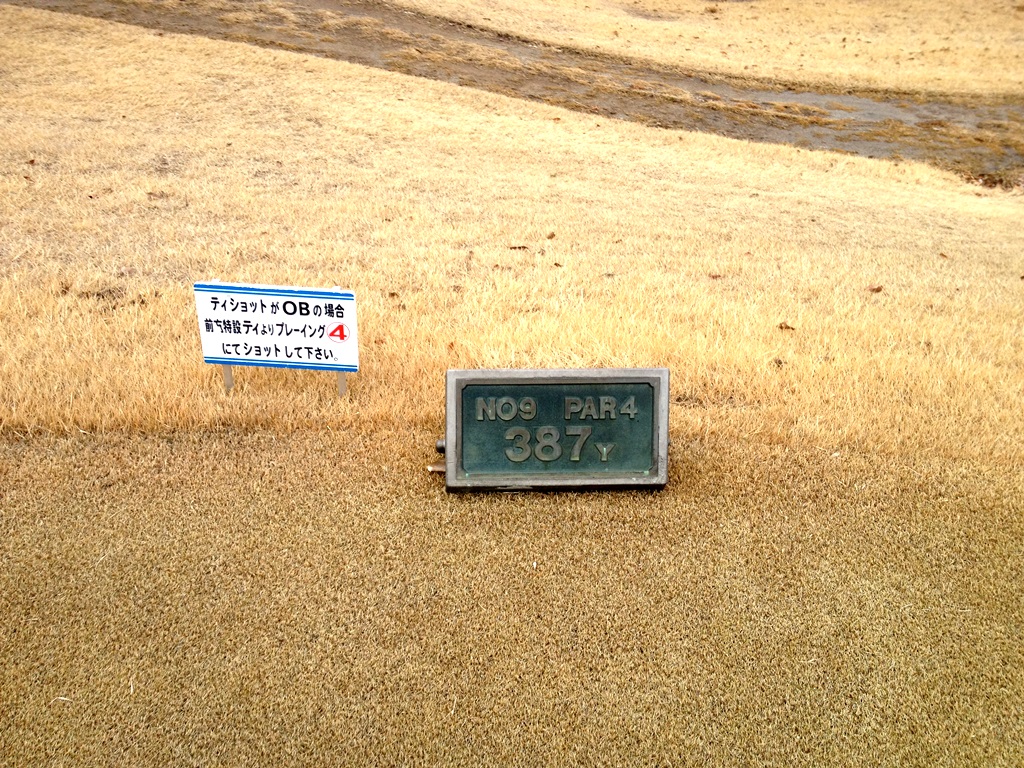 ティショットがOBの場合
前方特設ティよりプレーイング4
にてショットして下さい。
NO9 PAR4
387Y